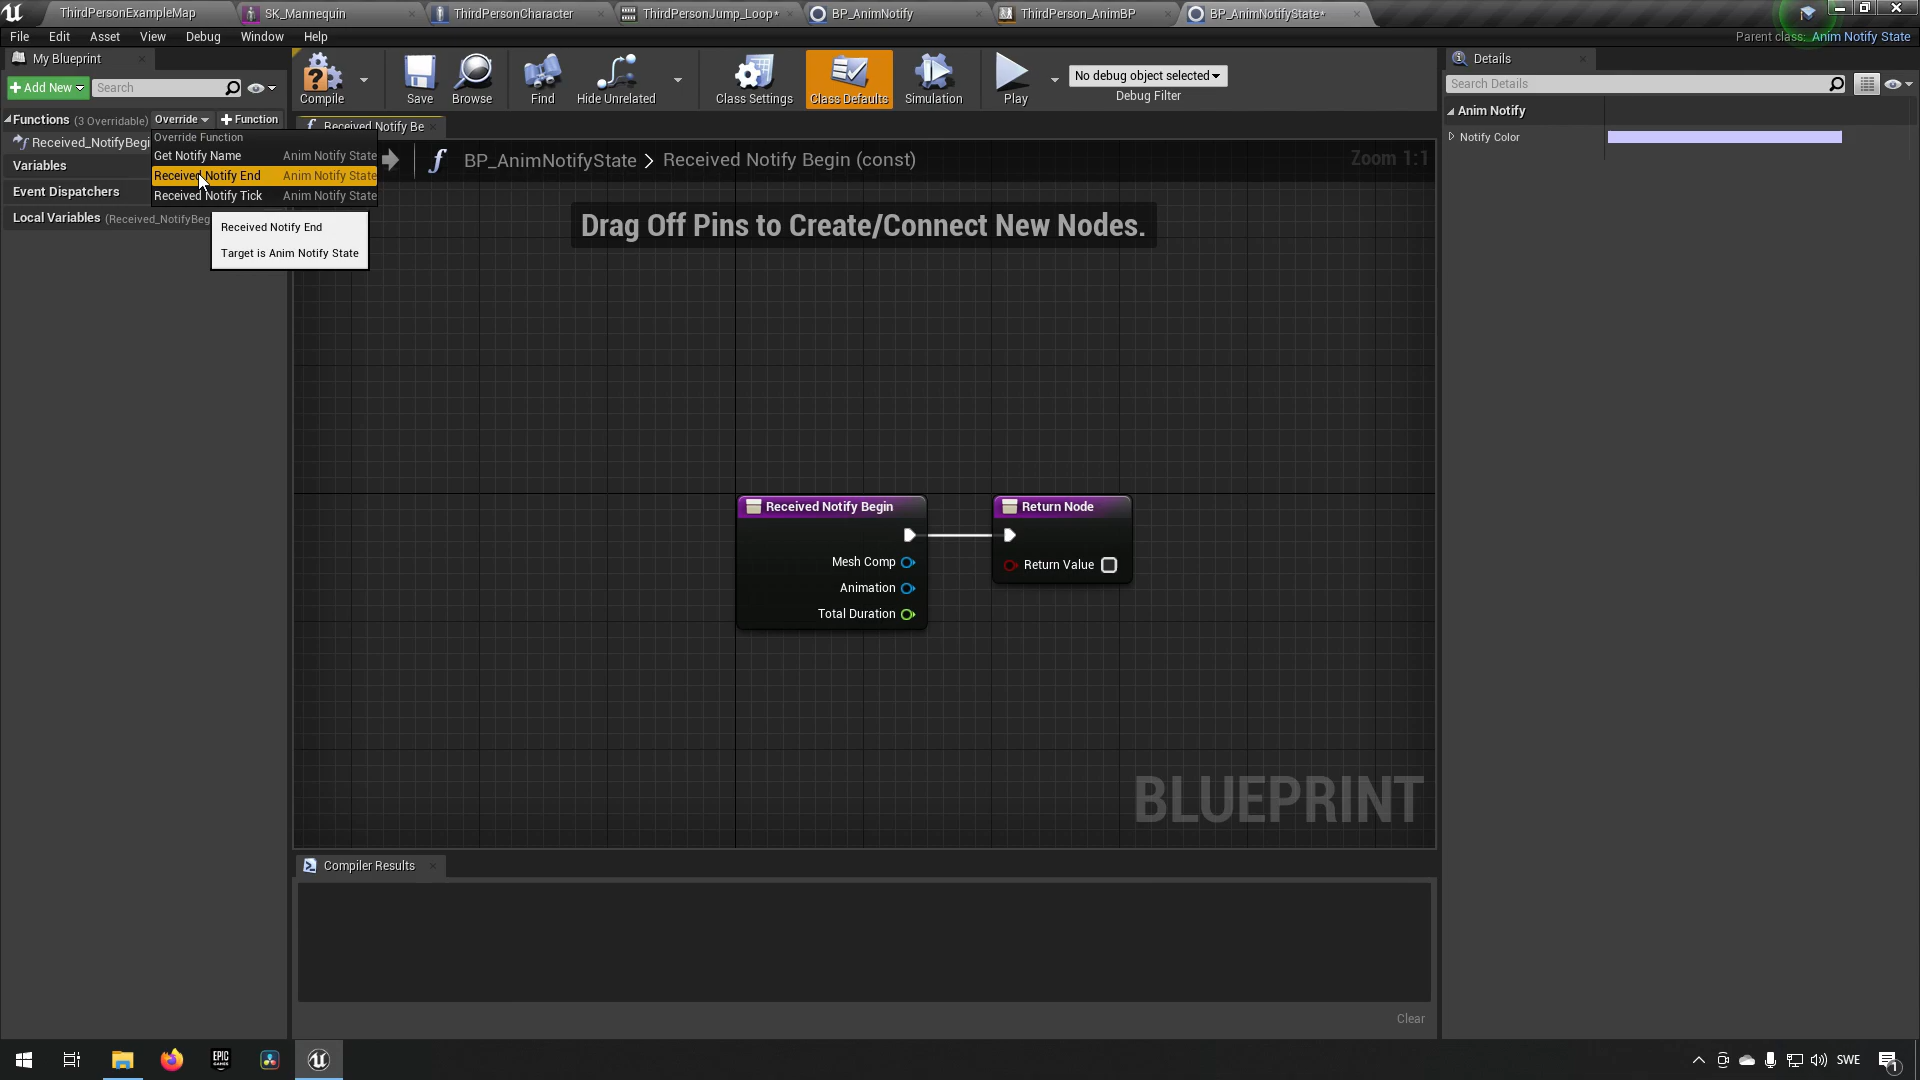 ThirdPersonExampleMap
SK_Mannequin
ThirdPersonCharacter
ThirdPersonJump_Loop*
BP_AnimNotify
ThirdPerson_AnimBP
BP_AnimNotifyState*
File Edit Asset View Debug Window Help
Parent class: Anim Notify State
My Blueprint
Details
+ Add New
Search
Compile
Save
Browse
Find
Hide Unrelated
Class Settings
Class Defaults
Simulation
Play
No debug object selected
Debug Filter
Search Details
Functions (3 Overridable)
Override
+ Function
Received Notify Be
Anim Notify
Override Function
Received_NotifyBegi
Get Notify Name Anim Notify State
Received Notify End Anim Notify State
Received Notify Tick Anim Notify State
Variables
Event Dispatchers
Local Variables (Received_NotifyBeg
Received Notify End
Target is Anim Notify State
BP_AnimNotifyState > Received Notify Begin (const)
Zoom 1:1
Notify Color
Drag Off Pins to Create/Connect New Nodes.
Received Notify Begin
Mesh Comp
Animation
Total Duration
Return Node
Return Value
BLUEPRINT
Compiler Results
Clear
EPIC
GAMES
SWE
1